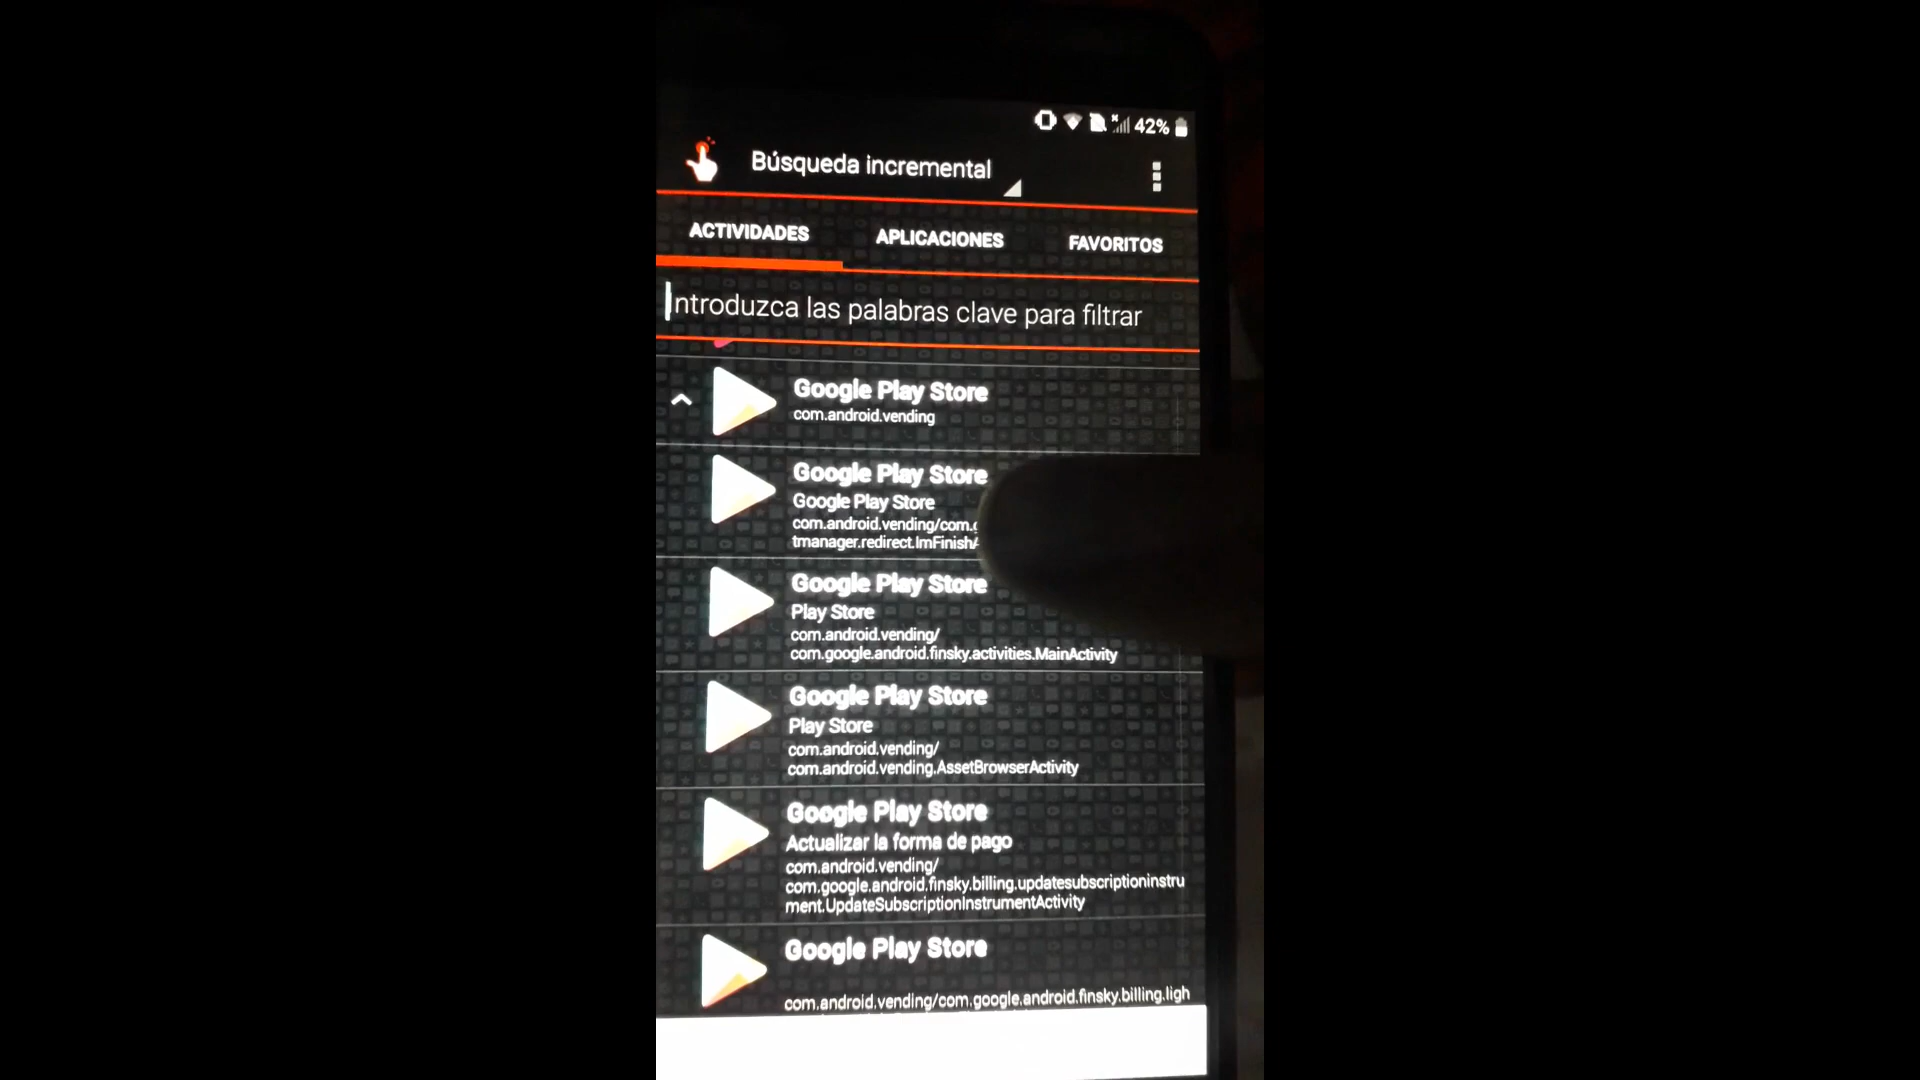 42%
Búsqueda incremental
ACTIVIDADES APLICACIONES FAVORITOS
Introduzca las palabras clave para filtrar
Google Play Store
com.android.vending
Google Play Store
Google Play Store
com.android.vending/com.
tmanager.redirect.ImFinish
Google Play Store
Play Store
com.android.vending/
com.google.android.finsky.activities.MainActivity
Google Play Store
Play Store
com.android.vending/
com.android.vending.AssetBrowserActivity
Google Play Store
Actualizar la forma de pago
com.android.vending/
com.google.android.finsky.billing.updatesubscriptioninstru
ment.UpdateSubscriptionInstrumentActivity
Google Play Store
com.android.vending/com.google.android.finsky.billing.ligh